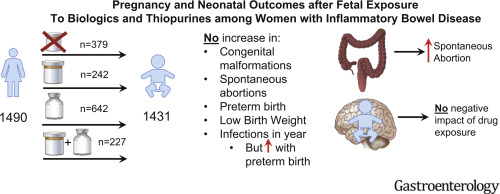 Pregnancy and Neonatal Outcomes after Fetal Exposure
To Biologics and Thiopurines among Women with Inflammatory Bowel Disease
n=379
n=242
n=642
+ n=227
1490
1431
No increase in:
• Congenital
malformations
• Spontaneous
abortions
• Preterm birth
• Low Birth Weight
• Infections in year
• But ↑ with
preterm birth
↑ Spontaneous
Abortion
No negative
impact of drug
exposure
Gastroenterology